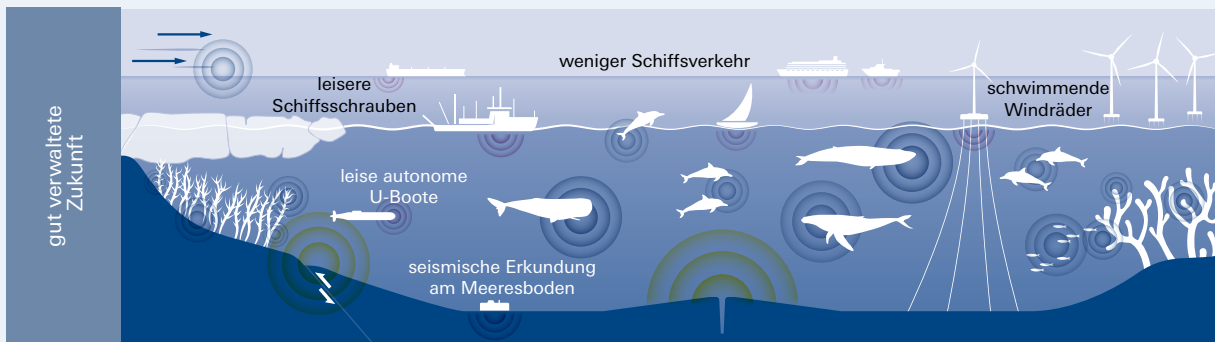 gut verwaltete
Zukunft
leisere
Schiffsschrauben
weniger Schiffsverkehr
schwimmende
Windräder
leise autonome
U-Boote
seismische Erkundung
am Meeresboden